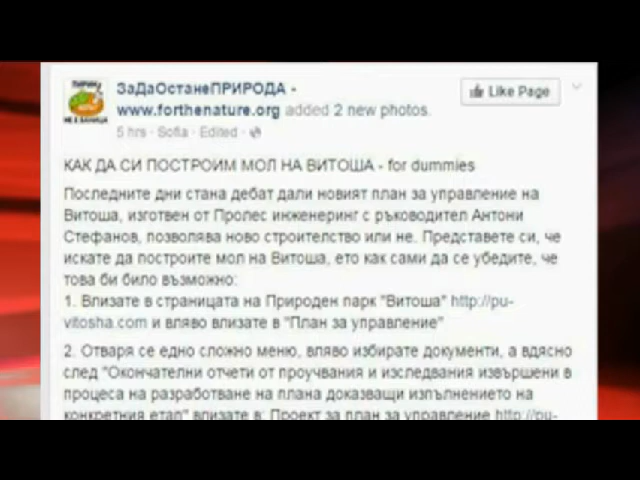 ПИРИН
НЕ Е БАНИЦА
ЗаДаОстанеПРИРОДА -
www.forthenature.org added 2 new photos.
5 hrs · Sofia · Edited ·
Like Page
КАК ДА СИ ПОСТРОИМ МОЛ НА ВИТОША - for dummies
Последните дни стана дебат дали новият план за управление на
Витоша, изготвен от Пролес инженеринг с ръководител Антони
Стефанов, позволява ново строителство или не. Представете си, че
искате да построите мол на Витоша, ето как сами да се убедите, че
това би било възможно:
1. Влизате в страницата на Природен парк "Витоша" http://pu-
vitosha.com и вляво влизате в "План за управление"
2. Отваря се едно сложно меню, вляво избирате документи, а вдясно
след "Окончателни отчети от проучвания и изследвания извършени в
процеса на разработване на плана доказващи изпълнението на
конкретния етап" влизате в: Проект за план за управление http://pu-